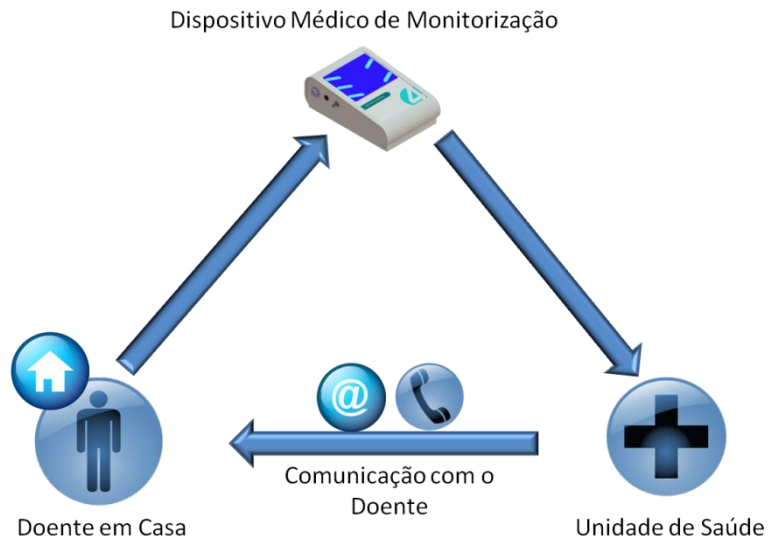 Dispositivo Médico de Monitorização
@
Comunicação com o
Doente
Doente em Casa
Unidade de Saúde